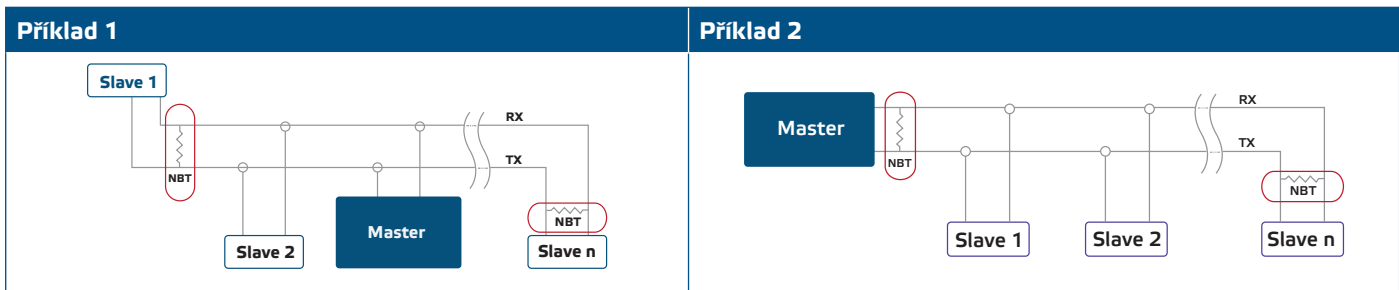 Příklad 1
Slave 1
RX
TX
NBT
NBT
Slave 2
Master
Slave n
Příklad 2
Master
RX
TX
NBT
NBT
Slave 1
Slave 2
Slave n